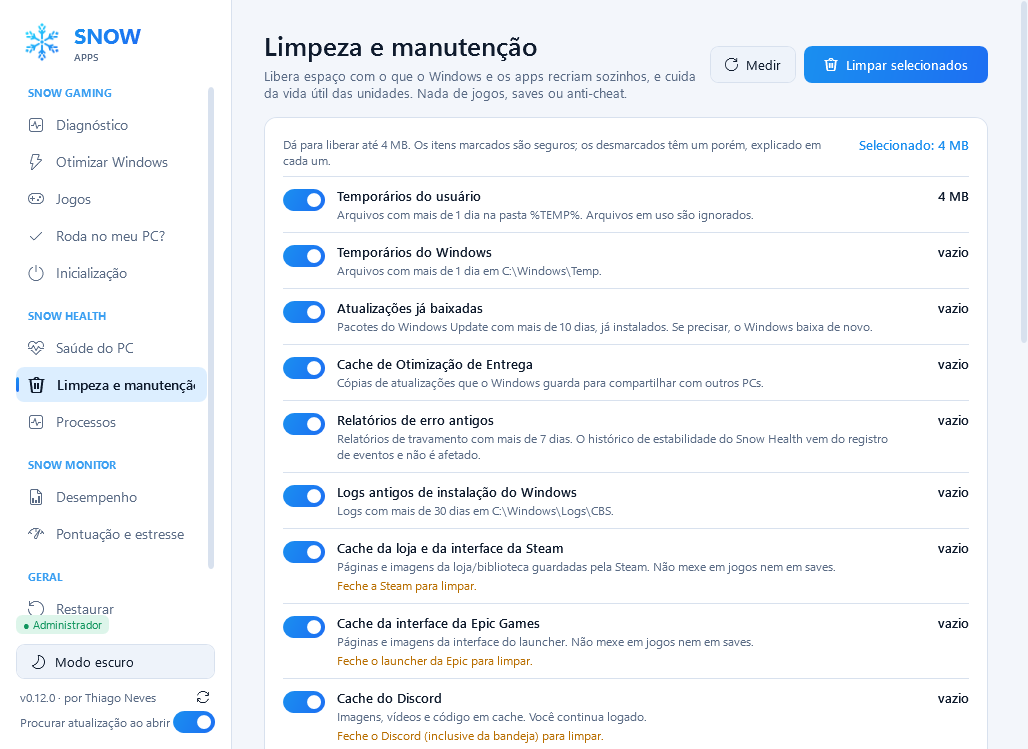 SNOW
APPS
SNOW GAMING
Diagnóstico
Otimizar Windows
Jogos
Roda no meu PC?
Inicialização
SNOW HEALTH
Saúde do PC
Limpeza e manutençã
Processos
SNOW MONITOR
Desempenho
Pontuação e estresse
GERAL
Restaurar
Administrador
Modo escuro
v0.12.0 · por Thiago Neves
Procurar atualização ao abrir
Limpeza e manutenção
Libera espaço com o que o Windows e os apps recriam sozinhos, e cuida
da vida útil das unidades. Nada de jogos, saves ou anti-cheat.
Medir
Limpar selecionados
Dá para liberar até 4 MB. Os itens marcados são seguros; os desmarcados têm um porém, explicado em
cada um.
Selecionado: 4 MB
Temporários do usuário
4 MB
Arquivos com mais de 1 dia na pasta %TEMP%. Arquivos em uso são ignorados.
Temporários do Windows
vazio
Arquivos com mais de 1 dia em C:\Windows\Temp.
Atualizações já baixadas
vazio
Pacotes do Windows Update com mais de 10 dias, já instalados. Se precisar, o Windows baixa de novo.
Cache de Otimização de Entrega
vazio
Cópias de atualizações que o Windows guarda para compartilhar com outros PCs.
Relatórios de erro antigos
vazio
Relatórios de travamento com mais de 7 dias. O histórico de estabilidade do Snow Health vem do registro
de eventos e não é afetado.
Logs antigos de instalação do Windows
vazio
Logs com mais de 30 dias em C:\Windows\Logs\CBS.
Cache da loja e da interface da Steam
vazio
Páginas e imagens da loja/biblioteca guardadas pela Steam. Não mexe em jogos nem em saves.
Feche a Steam para limpar.
Cache da interface da Epic Games
vazio
Páginas e imagens da interface do launcher. Não mexe em jogos nem em saves.
Feche o launcher da Epic para limpar.
Cache do Discord
vazio
Imagens, vídeos e código em cache. Você continua logado.
Feche o Discord (inclusive da bandeja) para limpar.